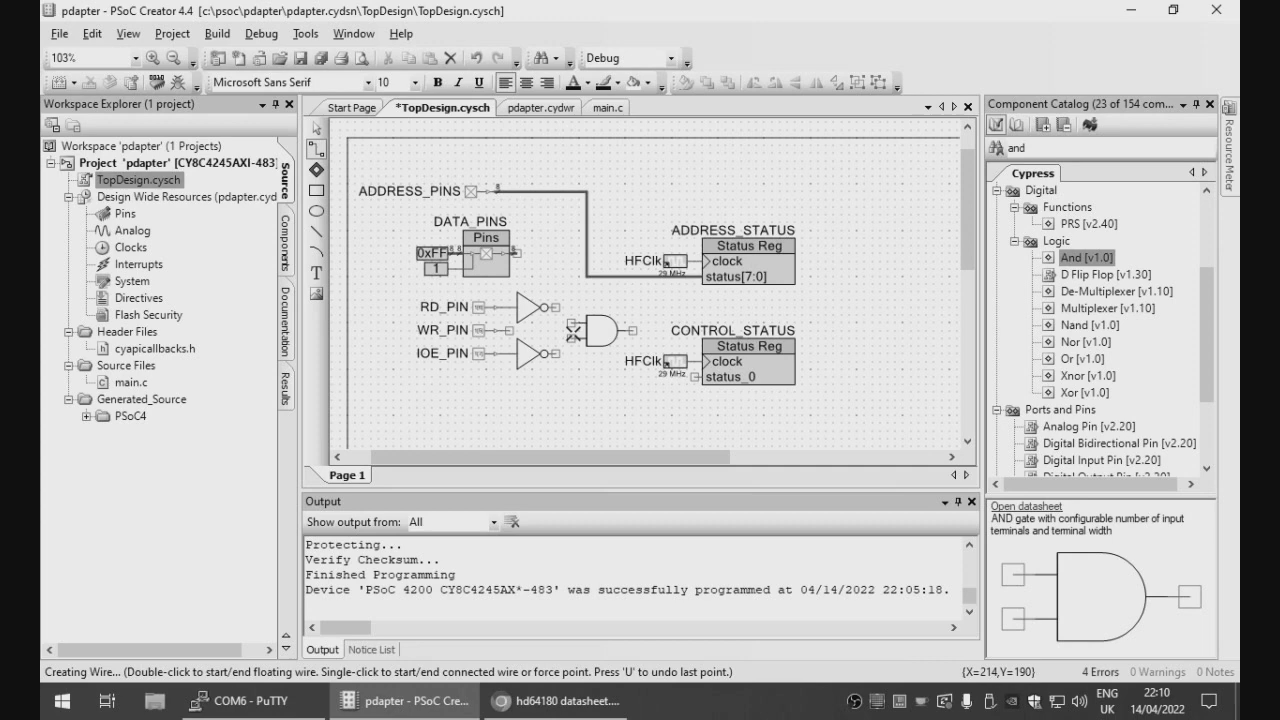 pdapter - PSoC Creator 4.4 [c:\psoc\pdapter\pdapter.cydsn\TopDesign\TopDesign.cysch]
File Edit View Project Build Debug Tools Window Help
103% Debug
Microsoft Sans Serif 10 B I U A
Workspace Explorer (1 project)
Workspace 'pdapter' (1 Projects)
Project 'pdapter' [CY8C4245AXI-483]
TopDesign.cysch
Design Wide Resources (pdapter.cyd
Pins
Analog
Clocks
Interrupts
System
Directives
Flash Security
Header Files
cyapicallbacks.h
Source Files
main.c
Generated_Source
PSoC4
Source
Components
Documentation
Results
Start Page *TopDesign.cysch pdapter.cydwr main.c
T
ADDRESS_PINS
8
DATA_PINS
Pins
0xFF 8 8 8
1
ADDRESS_STATUS
Status Reg
HFClk clock
29 MHz status[7:0]
RD_PIN
WR_PIN
IOE_PIN
CONTROL_STATUS
Status Reg
HFClk clock
29 MHz status_0
Page 1
Output
Show output from: All
Protecting...
Verify Checksum...
Finished Programming
Device 'PSoC 4200 CY8C4245AX*-483' was successfully programmed at 04/14/2022 22:05:18.
Output Notice List
Component Catalog (23 of 154 com...
and
Cypress
Digital
Functions
PRS [v2.40]
Logic
And [v1.0]
D Flip Flop [v1.30]
De-Multiplexer [v1.10]
Multiplexer [v1.10]
Nand [v1.0]
Nor [v1.0]
Or [v1.0]
Xnor [v1.0]
Xor [v1.0]
Ports and Pins
Analog Pin [v2.20]
Digital Bidirectional Pin [v2.20]
Digital Input Pin [v2.20]
Digital Output Pin [v2.20]
Open datasheet
AND gate with configurable number of input
terminals and terminal width
Resource Meter
Creating Wire... (Double-click to start/end floating wire. Single-click to start/end connected wire or force point. Press 'U' to undo last point.) {X=214,Y=190} 4 Errors 0 Warnings 0 Notes
COM6 - PuTTY pdapter - PSoC Cre... hd64180 datasheet....
ENG
UK
22:10
14/04/2022